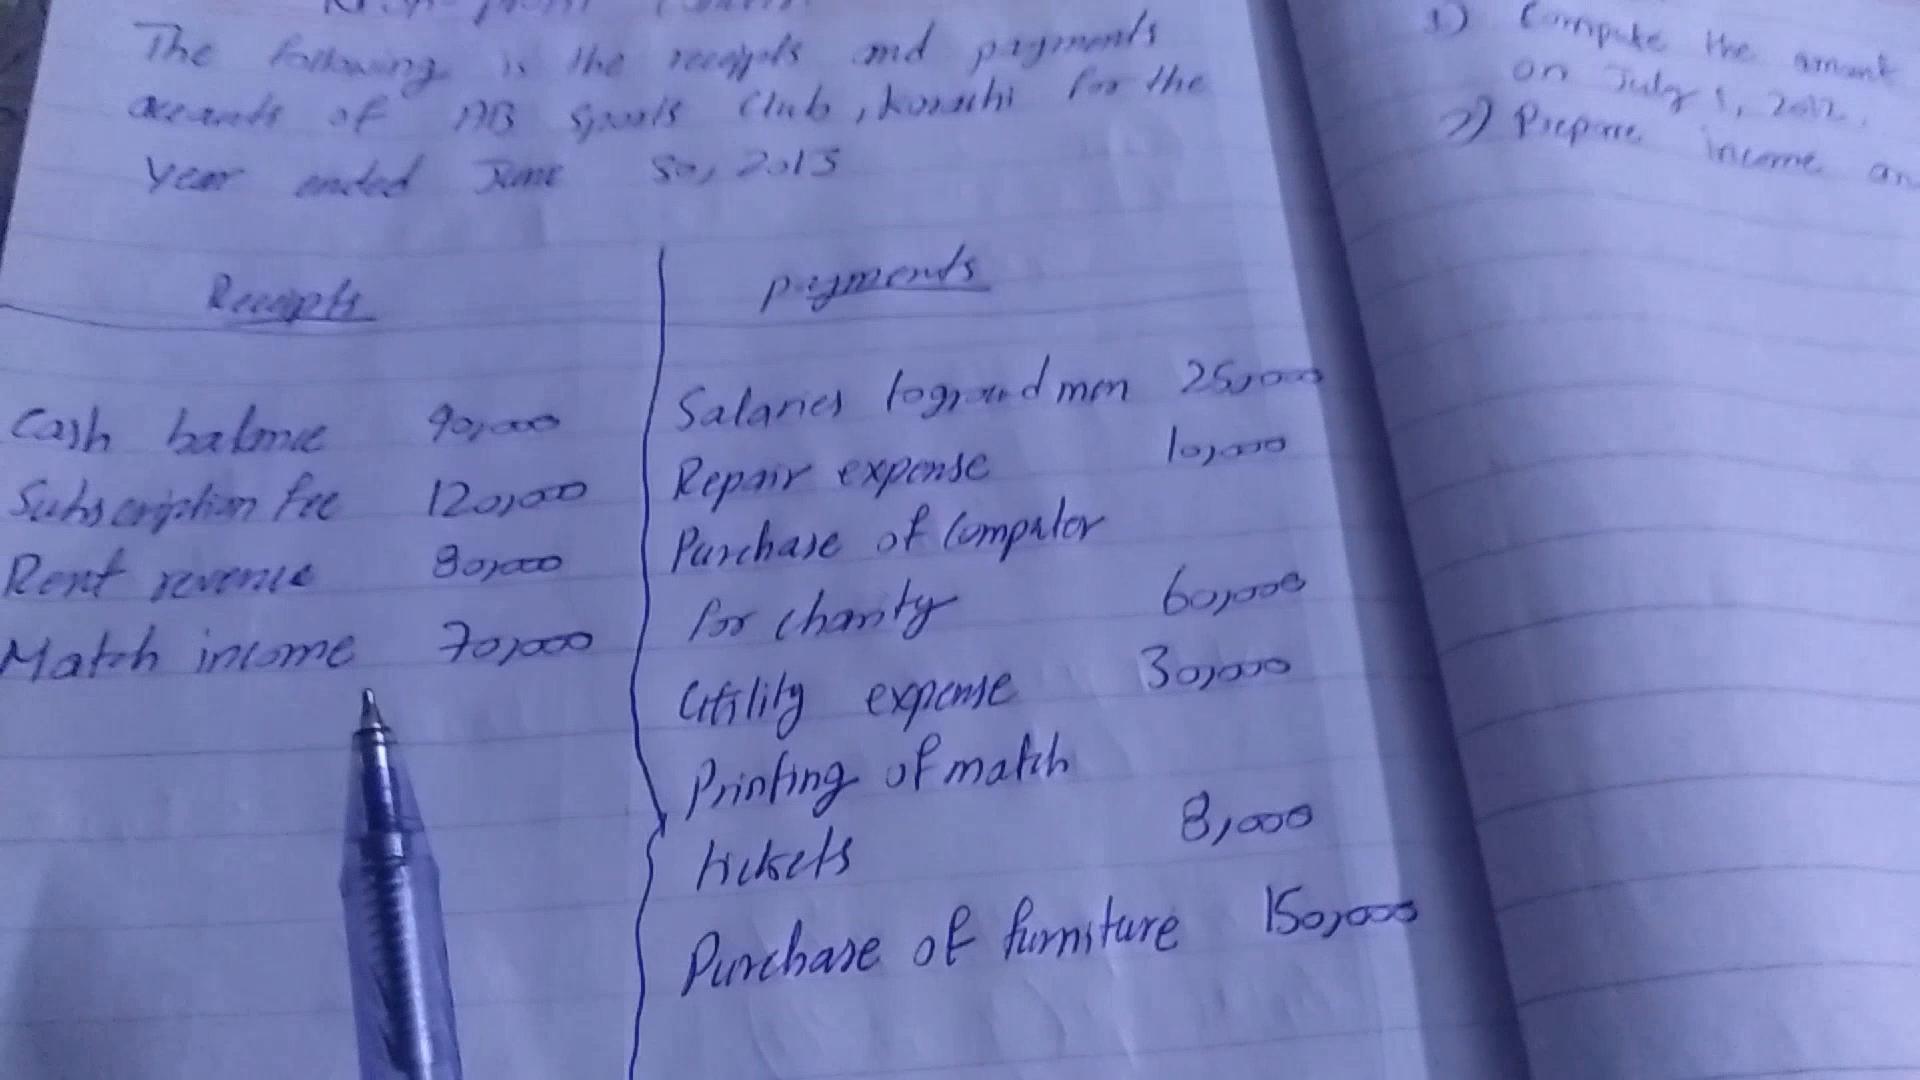 The following is the receipts and payments
accounts of AB Sports Club, Karachi for the
Year ended June 30, 2013
Receipts
Cash balance 90,000
Subscription fee 120,000
Rent revenue 80,000
Match income 70,000
payments
Salaries to ground men 25,000
Repair expense 10,000
Purchase of Computer
for charity 60,000
Utility expense 30,000
Printing of match
tickets 8,000
Purchase of furniture 150,000
1) Compute the amount
on July 1, 2012.
2) Prepare income an